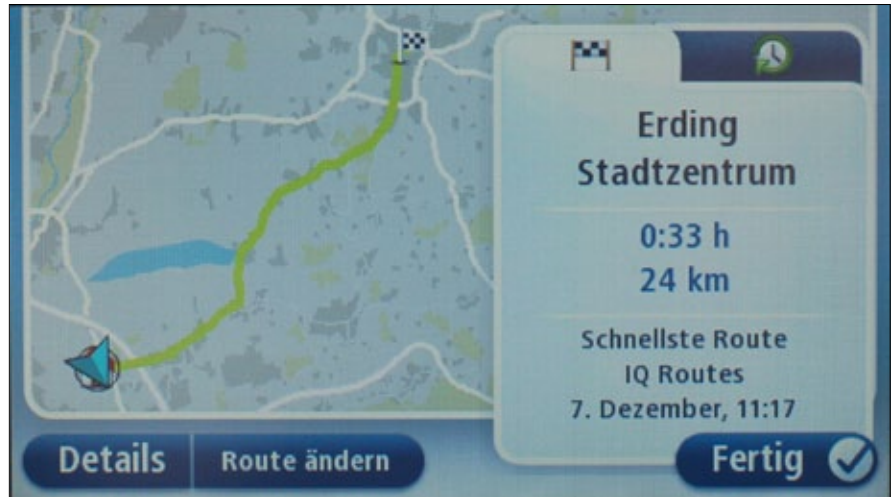 Erding
Stadtzentrum
0:33 h
24 km
Schnellste Route
IQ Routes
7. Dezember, 11:17
Details
Route ändern
Fertig